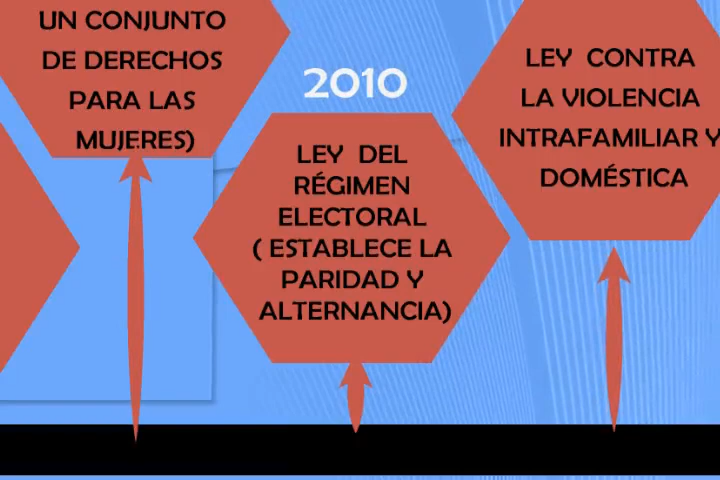 UN CONJUNTO
DE DERECHOS
PARA LAS
MUJERES)
2010
LEY DEL
RÉGIMEN
ELECTORAL
( ESTABLECE LA
PARIDAD Y
ALTERNANCIA)
LEY CONTRA
LA VIOLENCIA
INTRAFAMILIAR Y
DOMÉSTICA